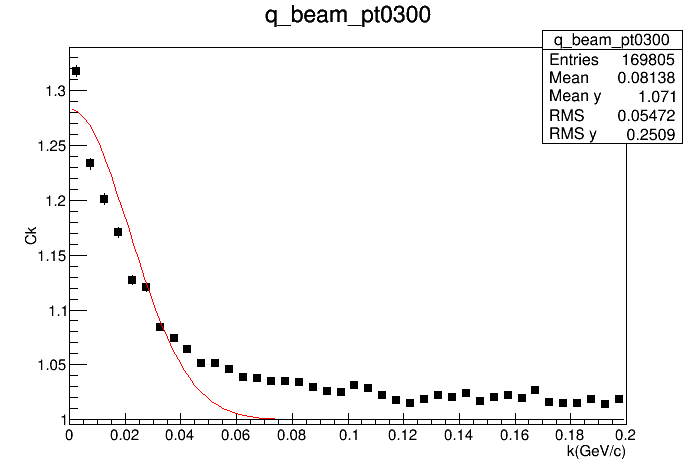 q_beam_pt0300
q_beam_pt0300
Entries 169805
Mean 0.08138
Mean y 1.071
RMS 0.05472
RMS y 0.2509
Ck
1.3
1.25
1.2
1.15
1.1
1.05
1
0 0.02 0.04 0.06 0.08 0.1 0.12 0.14 0.16 0.18 0.2
k(GeV/c)